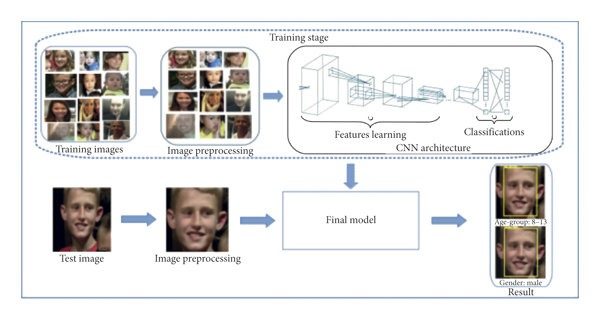 Training stage
Training images
Image preprocessing
Features learning
Classifications
CNN architecture
Test image
Image preprocessing
Final model
Age-group: 8–13
Gender: male
Result